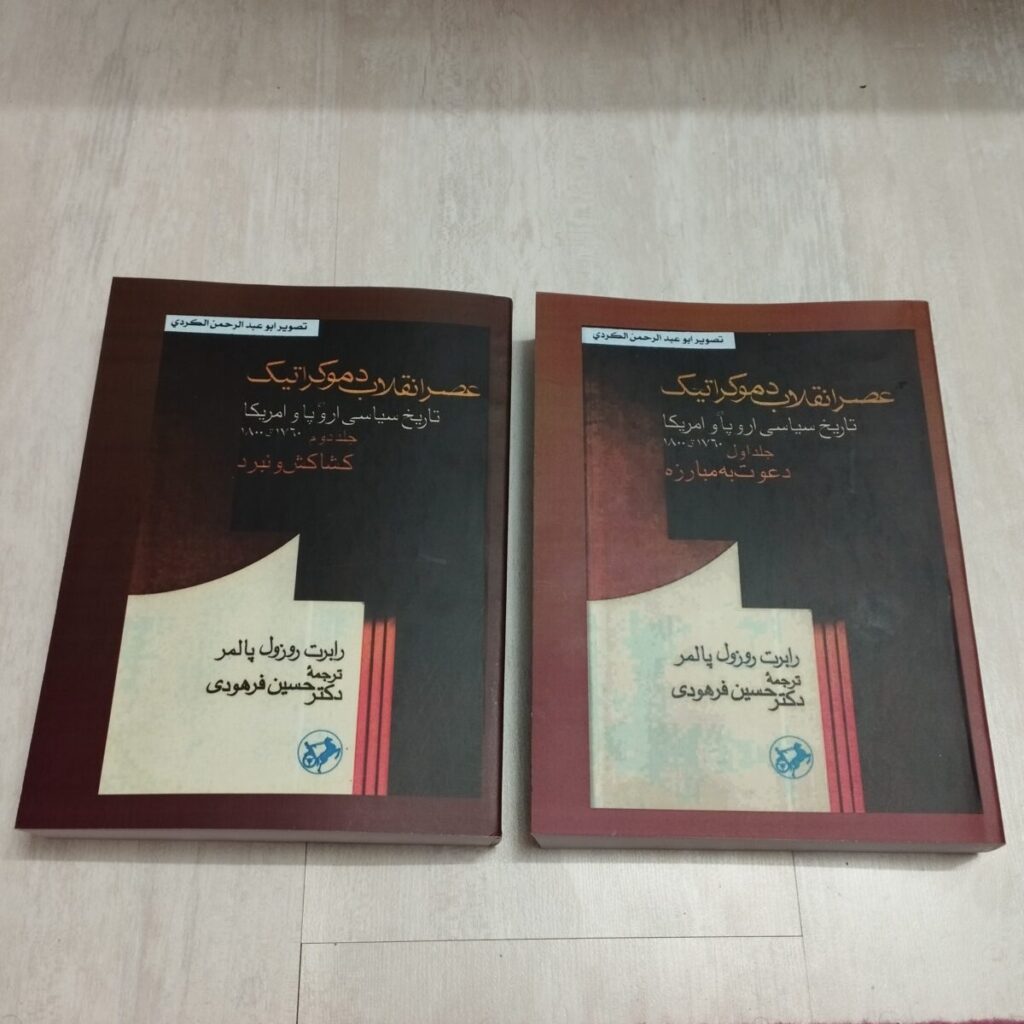 تصوير ابو عبد الرحمن الكردي
عصر انقلاب دموکراتیک
تاریخ سیاسی اروپا و امریکا
جلد اول
۱۷۶۰ تا ۱۸۰۰
دعوت به مبارزه
رابرت روزول پالمر
ترجمهٔ
دکتر حسین فرهودی
تصوير ابو عبد الرحمن الكردي
عصر انقلاب دموکراتیک
تاریخ سیاسی اروپا و امریکا
جلد دوم
۱۷۶۰ تا ۱۸۰۰
کشاکش و نبرد
رابرت روزول پالمر
ترجمهٔ
دکتر حسین فرهودی